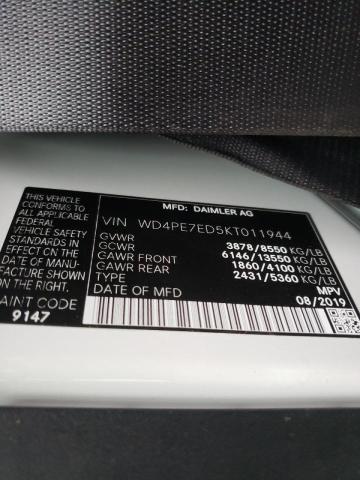 THIS VEHICLE
CONFORMS TO
ALL APPLICABLE
FEDERAL
VEHICLE SAFETY
STANDARDS IN
EFFECT ON THE
DATE OF MANU-
FACTURE SHOWN
ON THE RIGHT.
AINT CODE
9147
MFD: DAIMLER AG
VIN WD4PE7ED5KT011944
GVWR 3878/8550 KG/LB
GCWR 6146/13550 KG/LB
GAWR FRONT 1860/4100 KG/LB
GAWR REAR 2431/5360 KG/LB
TYPE MPV
DATE OF MFD 08/2019